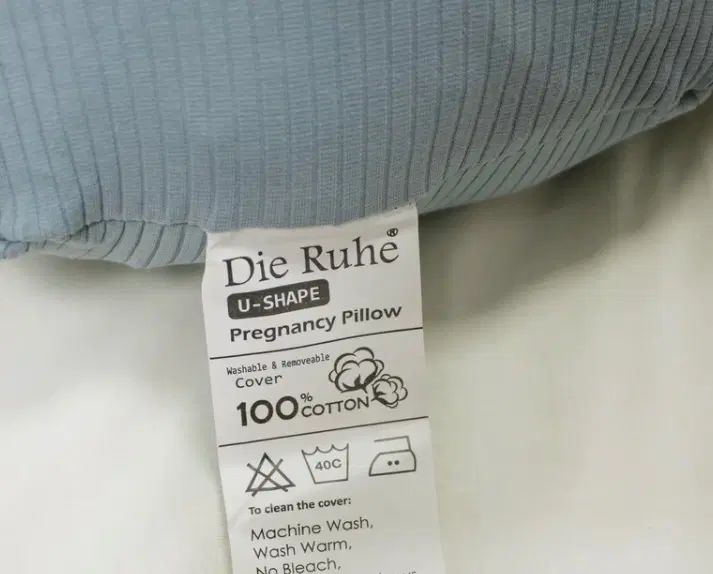 Die Ruhe®
U-SHAPE
Pregnancy Pillow
Washable & Removeable
Cover
100% COTTON
40C
To clean the cover:
Machine Wash,
Wash Warm,
No Bleach,